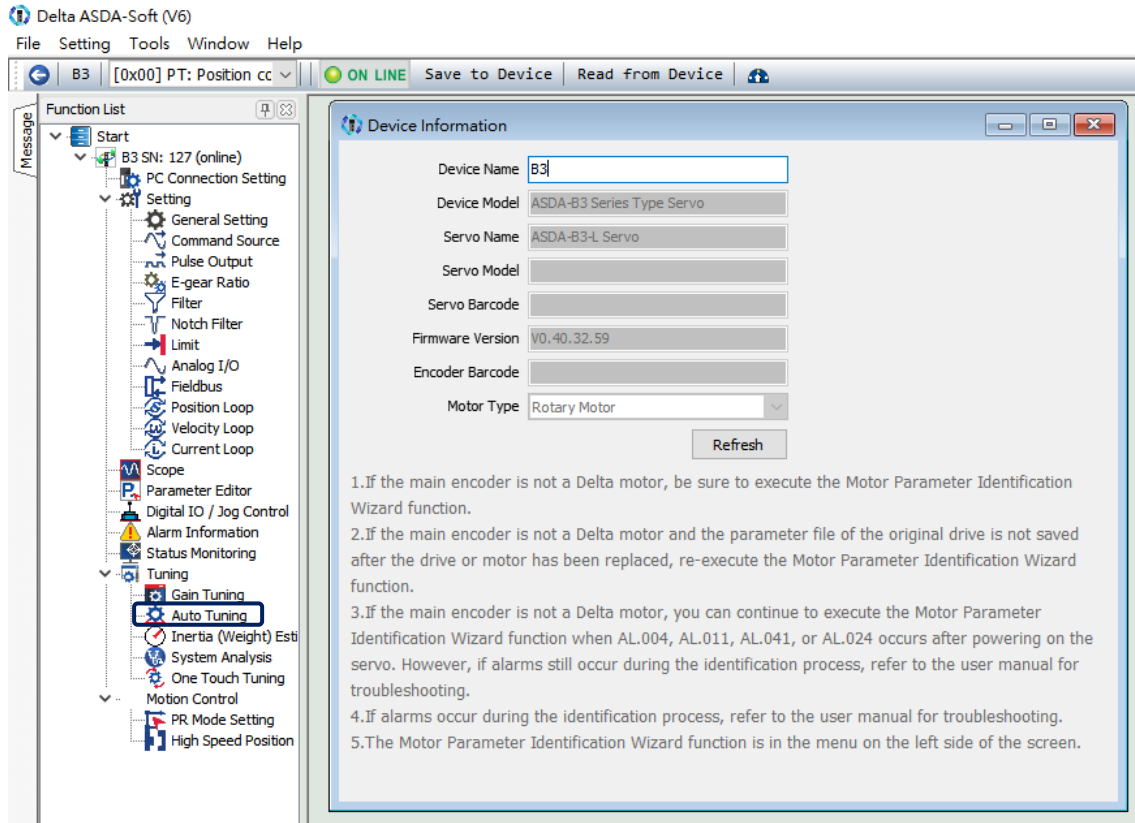 Delta ASDA-Soft (V6)
File Setting Tools Window Help
B3 [0x00] PT: Position cc ON LINE Save to Device Read from Device
Message
Function List
Start
B3 SN: 127 (online)
PC Connection Setting
Setting
General Setting
Command Source
Pulse Output
E-gear Ratio
Filter
Notch Filter
Limit
Analog I/O
Fieldbus
Position Loop
Velocity Loop
Current Loop
Scope
Parameter Editor
Digital IO / Jog Control
Alarm Information
Status Monitoring
Tuning
Gain Tuning
Auto Tuning
Inertia (Weight) Esti
System Analysis
One Touch Tuning
Motion Control
PR Mode Setting
High Speed Position
Device Information
Device Name B3
Device Model ASDA-B3 Series Type Servo
Servo Name ASDA-B3-L Servo
Servo Model
Servo Barcode
Firmware Version V0.40.32.59
Encoder Barcode
Motor Type Rotary Motor
Refresh
1.If the main encoder is not a Delta motor, be sure to execute the Motor Parameter Identification
Wizard function.
2.If the main encoder is not a Delta motor and the parameter file of the original drive is not saved
after the drive or motor has been replaced, re-execute the Motor Parameter Identification Wizard
function.
3.If the main encoder is not a Delta motor, you can continue to execute the Motor Parameter
Identification Wizard function when AL.004, AL.011, AL.041, or AL.024 occurs after powering on the
servo. However, if alarms still occur during the identification process, refer to the user manual for
troubleshooting.
4.If alarms occur during the identification process, refer to the user manual for troubleshooting.
5.The Motor Parameter Identification Wizard function is in the menu on the left side of the screen.